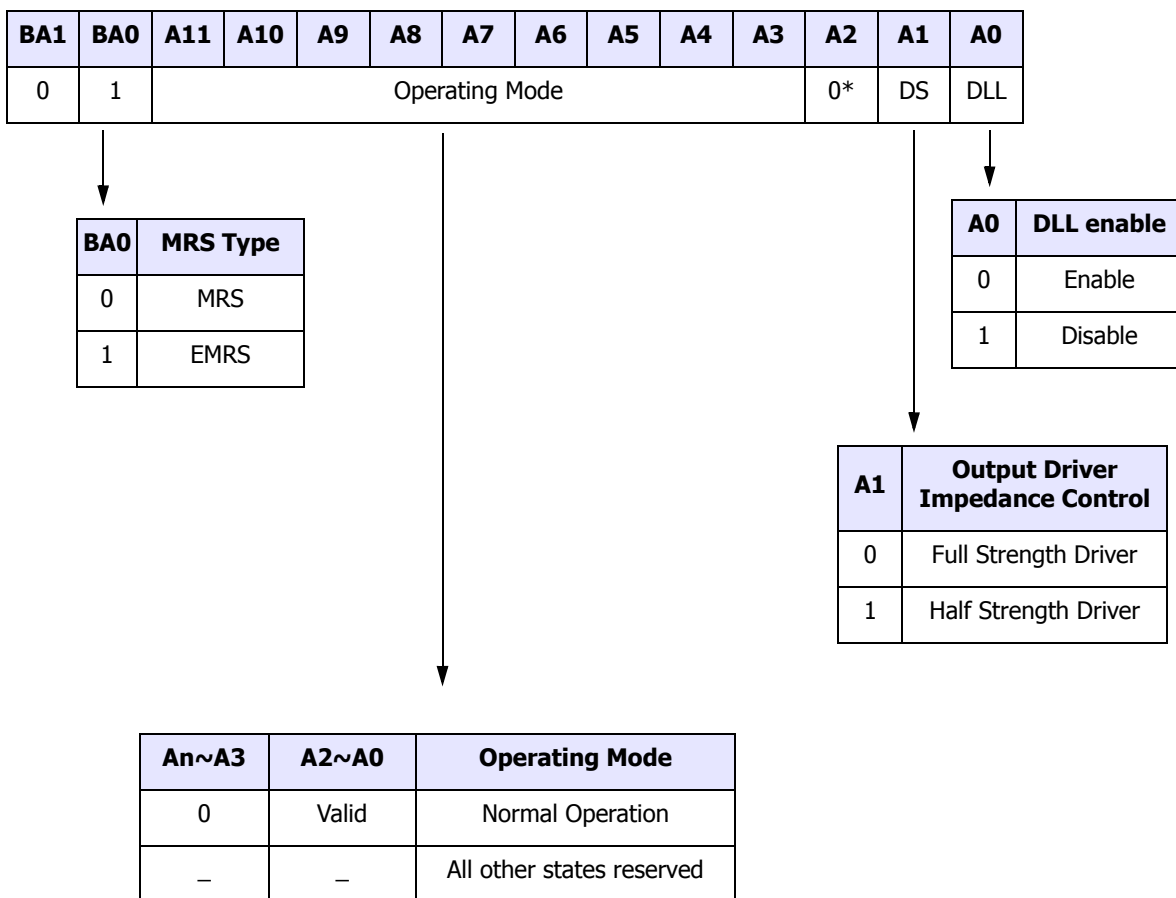 BA1 BA0 A11 A10 A9 A8 A7 A6 A5 A4 A3 A2 A1 A0
0 1 Operating Mode 0* DS DLL
BA0 MRS Type
0 MRS
1 EMRS
A0 DLL enable
0 Enable
1 Disable
A1 Output Driver
Impedance Control
0 Full Strength Driver
1 Half Strength Driver
An~A3 A2~A0 Operating Mode
0 Valid Normal Operation
_ _ All other states reserved